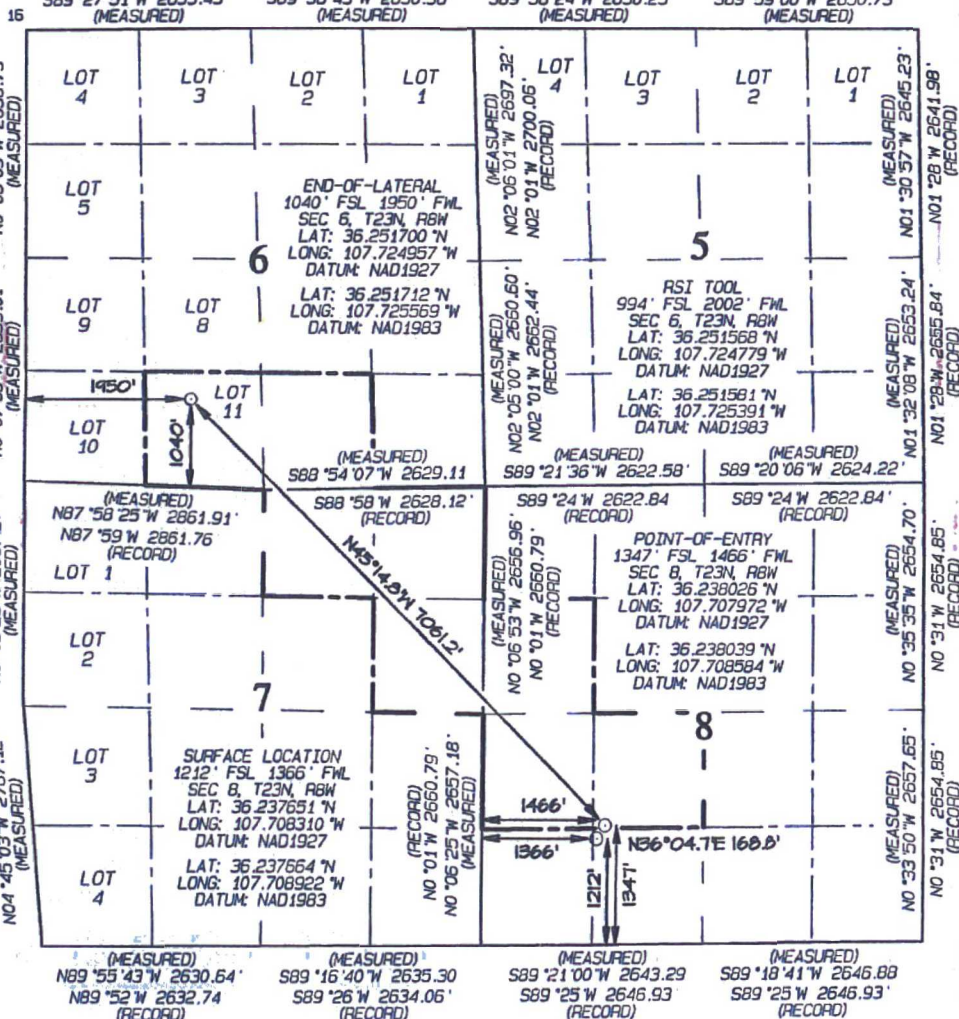 16
(MEASURED)
(MEASURED)
(MEASURED)
(MEASURED)
LOT
4
LOT
3
LOT
2
LOT
1
(MEASURED)
N02°06'01"W 2697.32'
N02°01'W 2700.06'
(RECORD)
LOT
4
LOT
3
LOT
2
LOT
1
(MEASURED)
N01°30'57"W 2645.23'
N01°28'W 2641.98'
(RECORD)
(MEASURED)
LOT
5
6
END-OF-LATERAL
1040' FSL 1950' FWL
SEC 6, T23N, R8W
LAT: 36.251700°N
LONG: 107.724957°W
DATUM: NAD1927
LAT: 36.251712°N
LONG: 107.725569°W
DATUM: NAD1983
5
RSI TOOL
994' FSL 2002' FWL
SEC 6, T23N, R8W
LAT: 36.251568°N
LONG: 107.724779°W
DATUM: NAD1927
LAT: 36.251581°N
LONG: 107.725391°W
DATUM: NAD1983
LOT
9
LOT
8
(MEASURED)
(MEASURED)
N02°05'00"W 2660.60'
N02°01'W 2662.44'
(RECORD)
(MEASURED)
N01°32'08"W 2653.24'
N01°28'W 2655.84'
(RECORD)
1950'
LOT
11
LOT
10
1040'
(MEASURED)
S88°54'07"W 2629.11
S88°58'W 2628.12'
(RECORD)
(MEASURED)
S89°21'36"W 2622.58'
S89°24'W 2622.84
(RECORD)
(MEASURED)
S89°20'06"W 2624.22'
S89°24'W 2622.84'
(RECORD)
(MEASURED)
N87°58'25"W 2861.91'
N87°59'W 2861.76
(RECORD)
N45°14.8'W 7061.2'
LOT 1
LOT
2
7
(MEASURED)
(MEASURED)
N0°06'53"W 2656.96'
N0°01'W 2660.79'
(RECORD)
POINT-OF-ENTRY
1347' FSL 1466' FWL
SEC 8, T23N, R8W
LAT: 36.238026°N
LONG: 107.707972°W
DATUM: NAD1927
LAT: 36.238039°N
LONG: 107.708584°W
DATUM: NAD1983
N0°35'35"W 2654.70'
(MEASURED)
N0°31'W 2654.85'
(RECORD)
8
LOT
3
LOT
4
SURFACE LOCATION
1212' FSL 1366' FWL
SEC 8, T23N, R8W
LAT: 36.237651°N
LONG: 107.708310°W
DATUM: NAD1927
LAT: 36.237664°N
LONG: 107.708922°W
DATUM: NAD1983
(RECORD)
N0°01'W 2660.79'
N0°06'25"W 2657.18'
(MEASURED)
1466'
1366'
1212'
1347'
N36°04.7'E 168.8'
(MEASURED)
N0°33'50"W 2657.65'
N0°31'W 2654.85'
(RECORD)
(MEASURED)
(MEASURED)
N89°55'43"W 2630.64'
N89°52'W 2632.74
(RECORD)
(MEASURED)
S89°16'40"W 2635.30
S89°26'W 2634.06'
(RECORD)
(MEASURED)
S89°21'00"W 2643.29
S89°25'W 2646.93'
(RECORD)
(MEASURED)
S89°18'41"W 2646.88
S89°25'W 2646.93'
(RECORD)